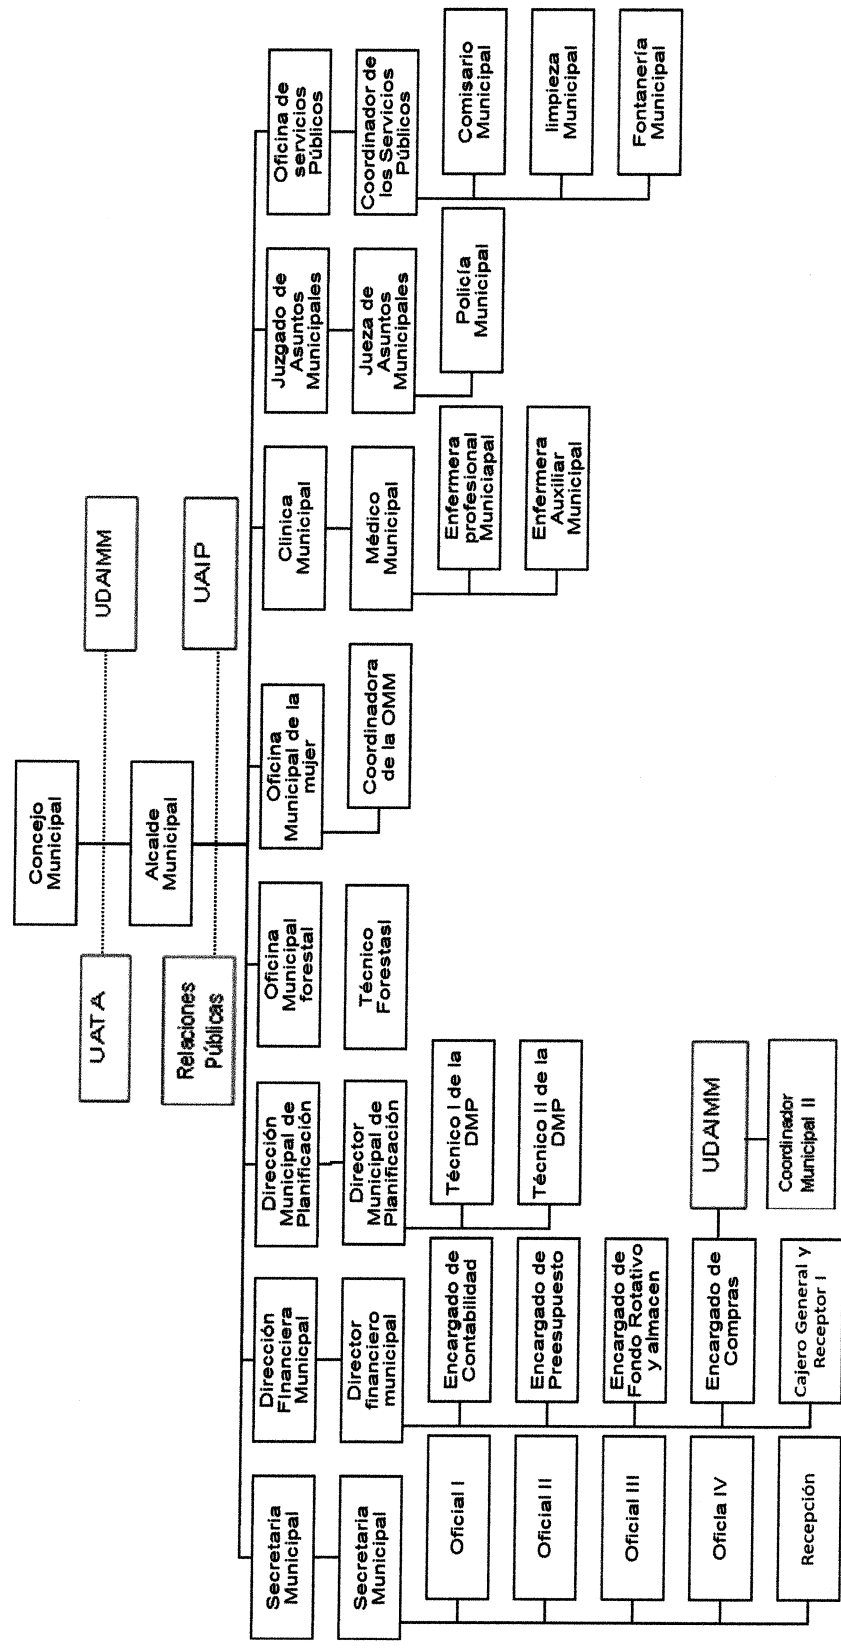 Concejo
Municipal
UATA
UDAIMM
Alcalde
Municipal
Relaciones
Públicas
UAIP
Secretaria
Municipal
Secretaria
Municipal
Oficial I
Oficial II
Oficial III
Oficla IV
Recepción
Dirección
FInanciera
Municpal
Director
financiero
municipal
Encargado de
Contabilidad
Encargado de
Preesupuesto
Encargado de
Fondo Rotativo
y almacen
Encargado de
Compras
Cajero General y
Receptor I
UDAIMM
Coordinador
Municipal II
Dirección
Municipal de
Planificación
Director
Municipal de
Planificación
Técnico I de la
DMP
Técnico II de la
DMP
Oficina
Municipal
forestal
Técnico
Forestasl
Oficina
Municipal de la
mujer
Coordinadora
de la OMM
Clínica
Municipal
Médico
Municipal
Enfermera
profesional
Municiapal
Enfermera
Auxiliar
Municipal
Juzgado de
Asuntos
Municipales
Jueza de
Asuntos
Municipales
Policía
Municipal
Oficina de
servicios
Públicos
Coordinador de
los Servicios
Públicos
Comisario
Municipal
limpieza
Municipal
Fontanería
Municipal